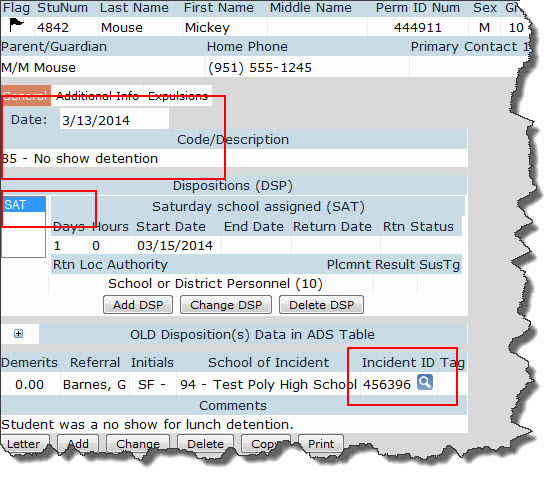 Flag StuNum Last Name First Name Middle Name Perm ID Num Sex Gr
4842 Mouse Mickey 444911 M 10
Parent/Guardian Home Phone Primary Contact 1
M/M Mouse (951) 555-1245
General Additional Info Expulsions
Date: 3/13/2014
Code/Description
85 - No show detention
Dispositions (DSP)
SAT Saturday school assigned (SAT)
Days Hours Start Date End Date Return Date Rtn Status
1 0 03/15/2014
Rtn Loc Authority Plcmnt Result SusTg
School or District Personnel (10)
Add DSP Change DSP Delete DSP
OLD Disposition(s) Data in ADS Table
Demerits Referral Initials School of Incident Incident ID Tag
0.00 Barnes, G SF - 94 - Test Poly High School 456396
Comments
Student was a no show for lunch detention.
Letter Add Change Delete Copy Print